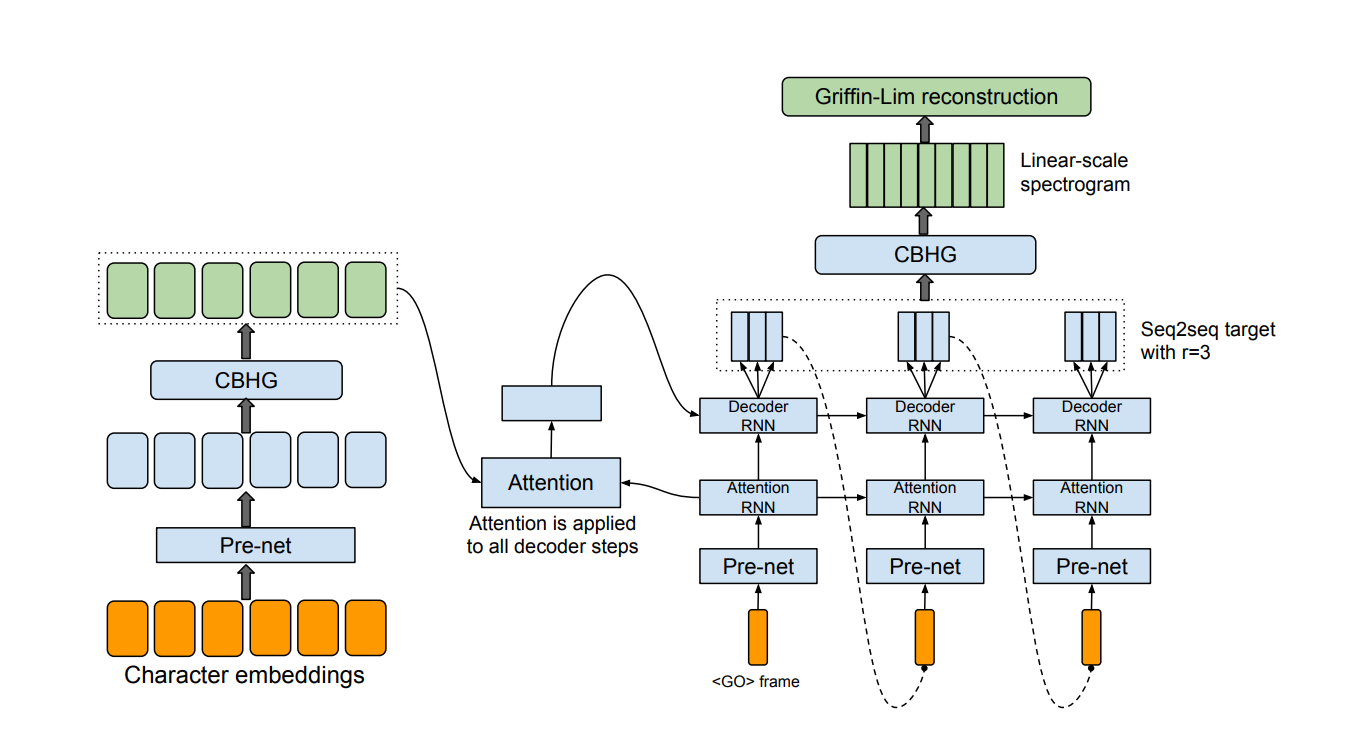 Griffin-Lim reconstruction
Linear-scale
spectrogram
CBHG
Seq2seq target
with r=3
CBHG
Pre-net
Character embeddings
Attention
Attention is applied
to all decoder steps
Decoder
RNN
Decoder
RNN
Decoder
RNN
Attention
RNN
Attention
RNN
Attention
RNN
Pre-net
Pre-net
Pre-net
<GO> frame